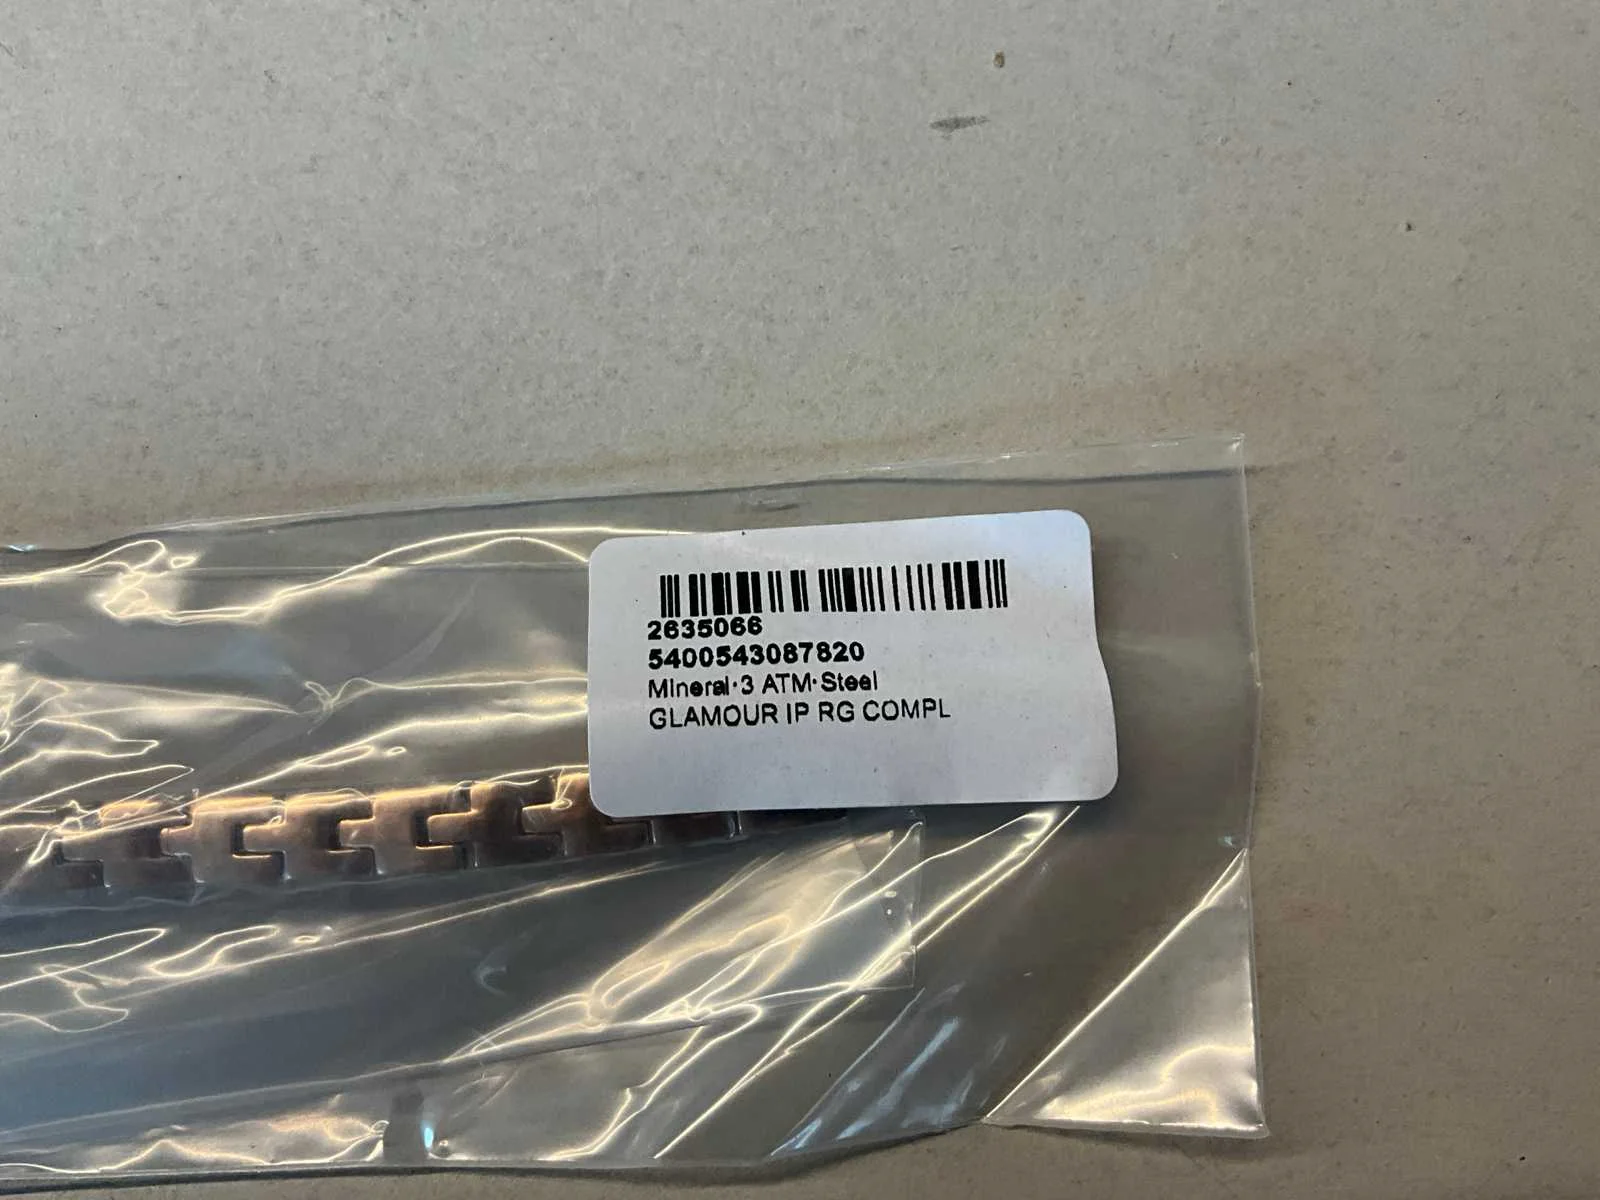 2635066
5400543087820
Mineral·3 ATM·Steel
GLAMOUR IP RG COMPL